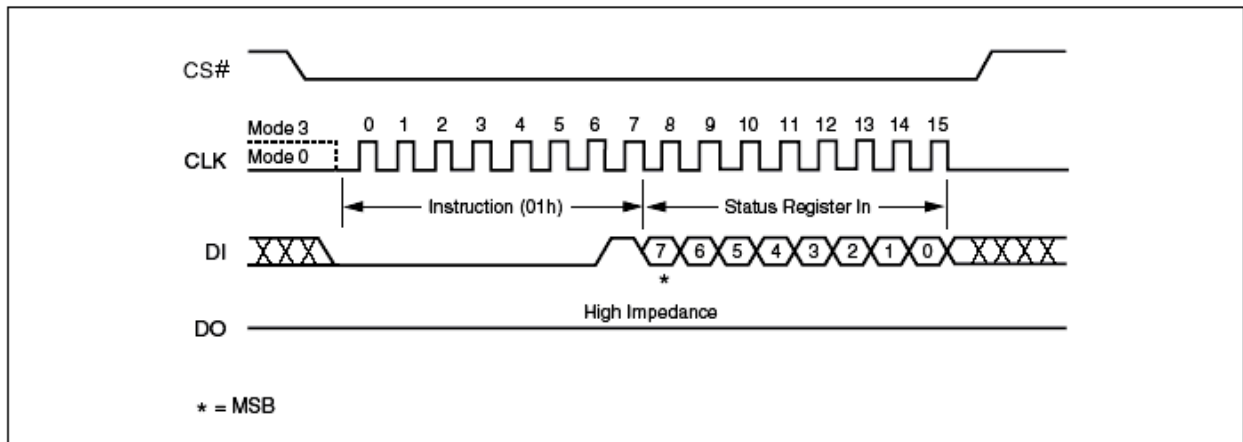 CS#
Mode 3 0 1 2 3 4 5 6 7 8 9 10 11 12 13 14 15
Mode 0
CLK
Instruction (01h) Status Register In
DI 7 6 5 4 3 2 1 0
*
High Impedance
DO
* = MSB